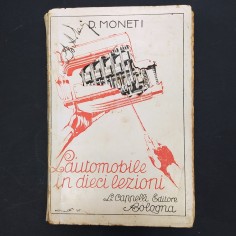 D. MONETI
L'automobile
in dieci lezioni
L. Cappelli Editore
Bologna